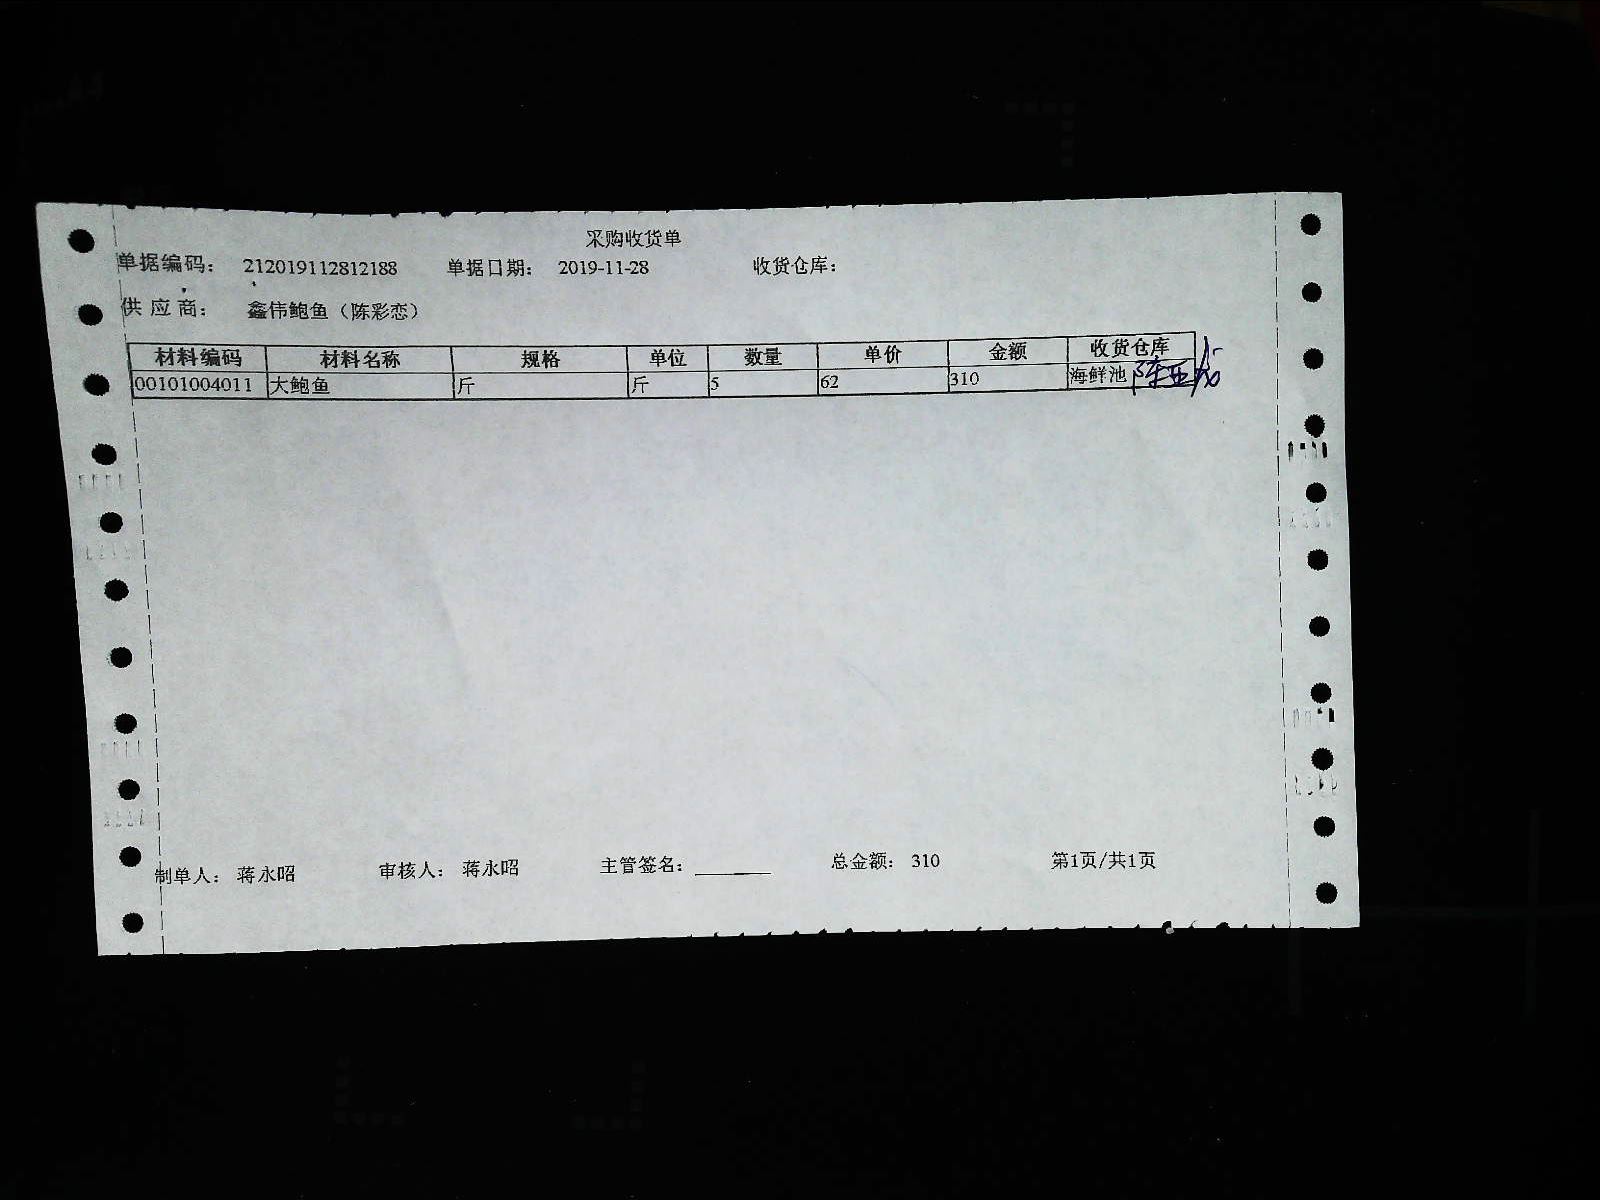 采购收货单
单据编码： 212019112812188 单据日期： 2019-11-28 收货仓库：
供 应 商： 鑫伟鲍鱼（陈彩恋）
材料编码 材料名称 规格 单位 数量 单价 金额 收货仓库
00101004011 大鲍鱼 斤 斤 5 62 310 海鲜池
制单人： 蒋永昭 审核人： 蒋永昭 主管签名： 总金额： 310 第1页/共1页